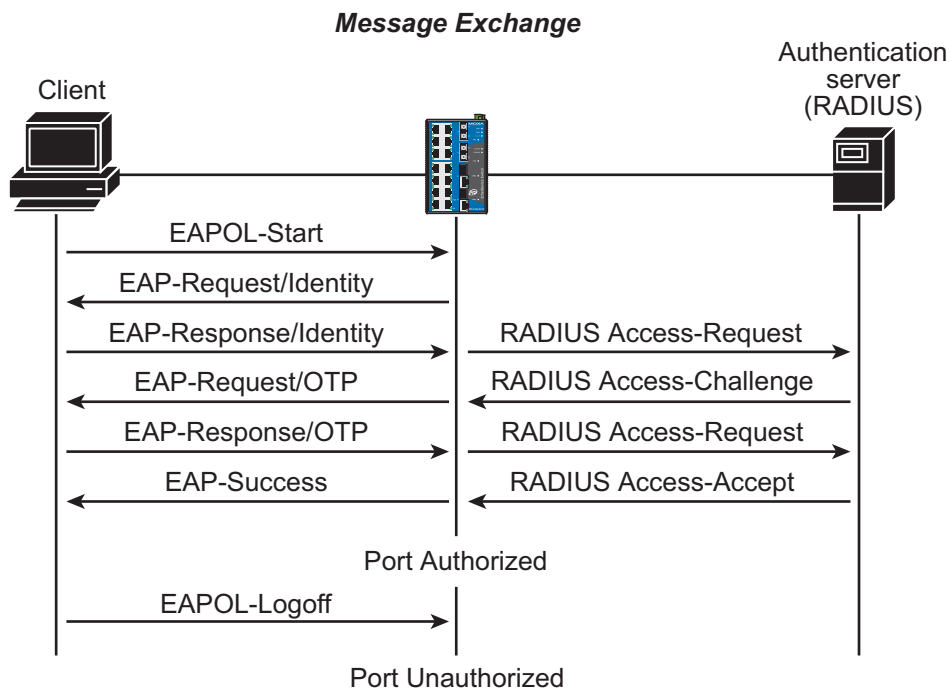 Message Exchange
Authentication
server
(RADIUS)
Client
EAPOL-Start
EAP-Request/Identity
EAP-Response/Identity
RADIUS Access-Request
EAP-Request/OTP
RADIUS Access-Challenge
EAP-Response/OTP
RADIUS Access-Request
EAP-Success
RADIUS Access-Accept
Port Authorized
EAPOL-Logoff
Port Unauthorized